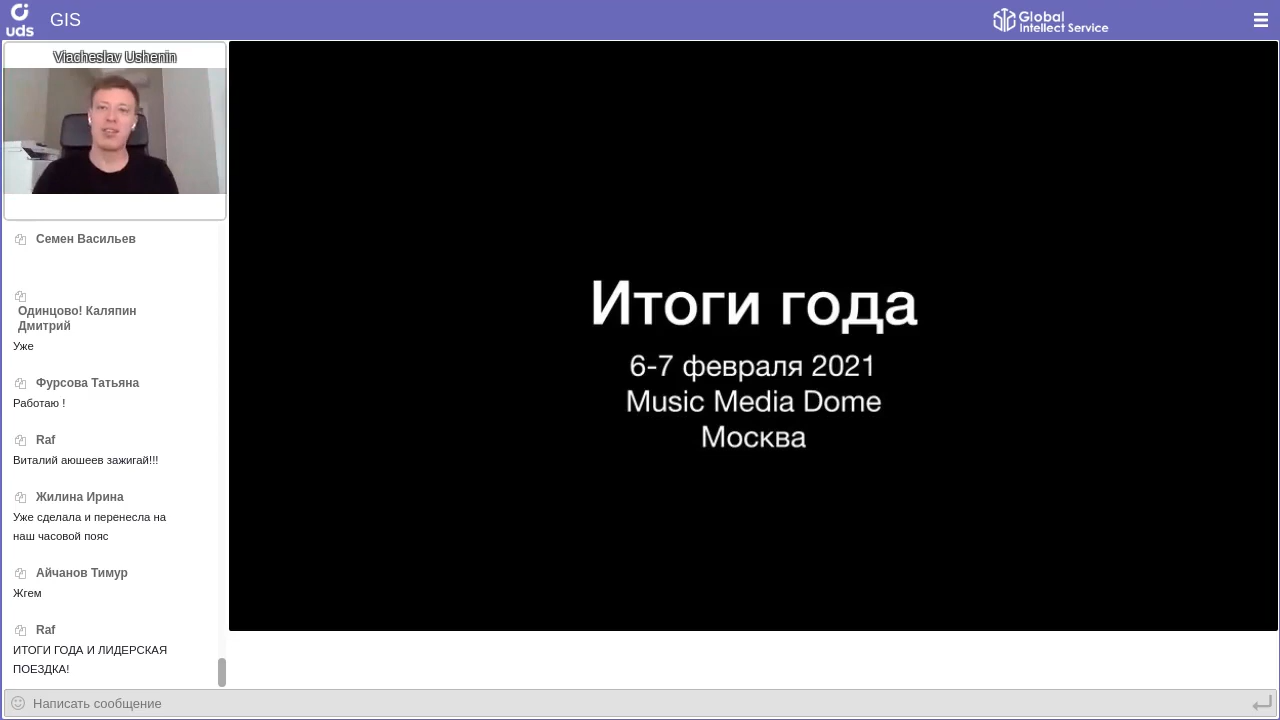 uds
GIS
Global
Intellect Service
Viacheslav Ushenin
Семен Васильев
Одинцово! Каляпин
Дмитрий
Уже
Фурсова Татьяна
Работаю !
Raf
Виталий аюшеев зажигай!!!
Жилина Ирина
Уже сделала и перенесла на
наш часовой пояс
Айчанов Тимур
Жгем
Raf
ИТОГИ ГОДА И ЛИДЕРСКАЯ
ПОЕЗДКА!
Итоги года
6-7 февраля 2021
Music Media Dome
Москва
Написать сообщение